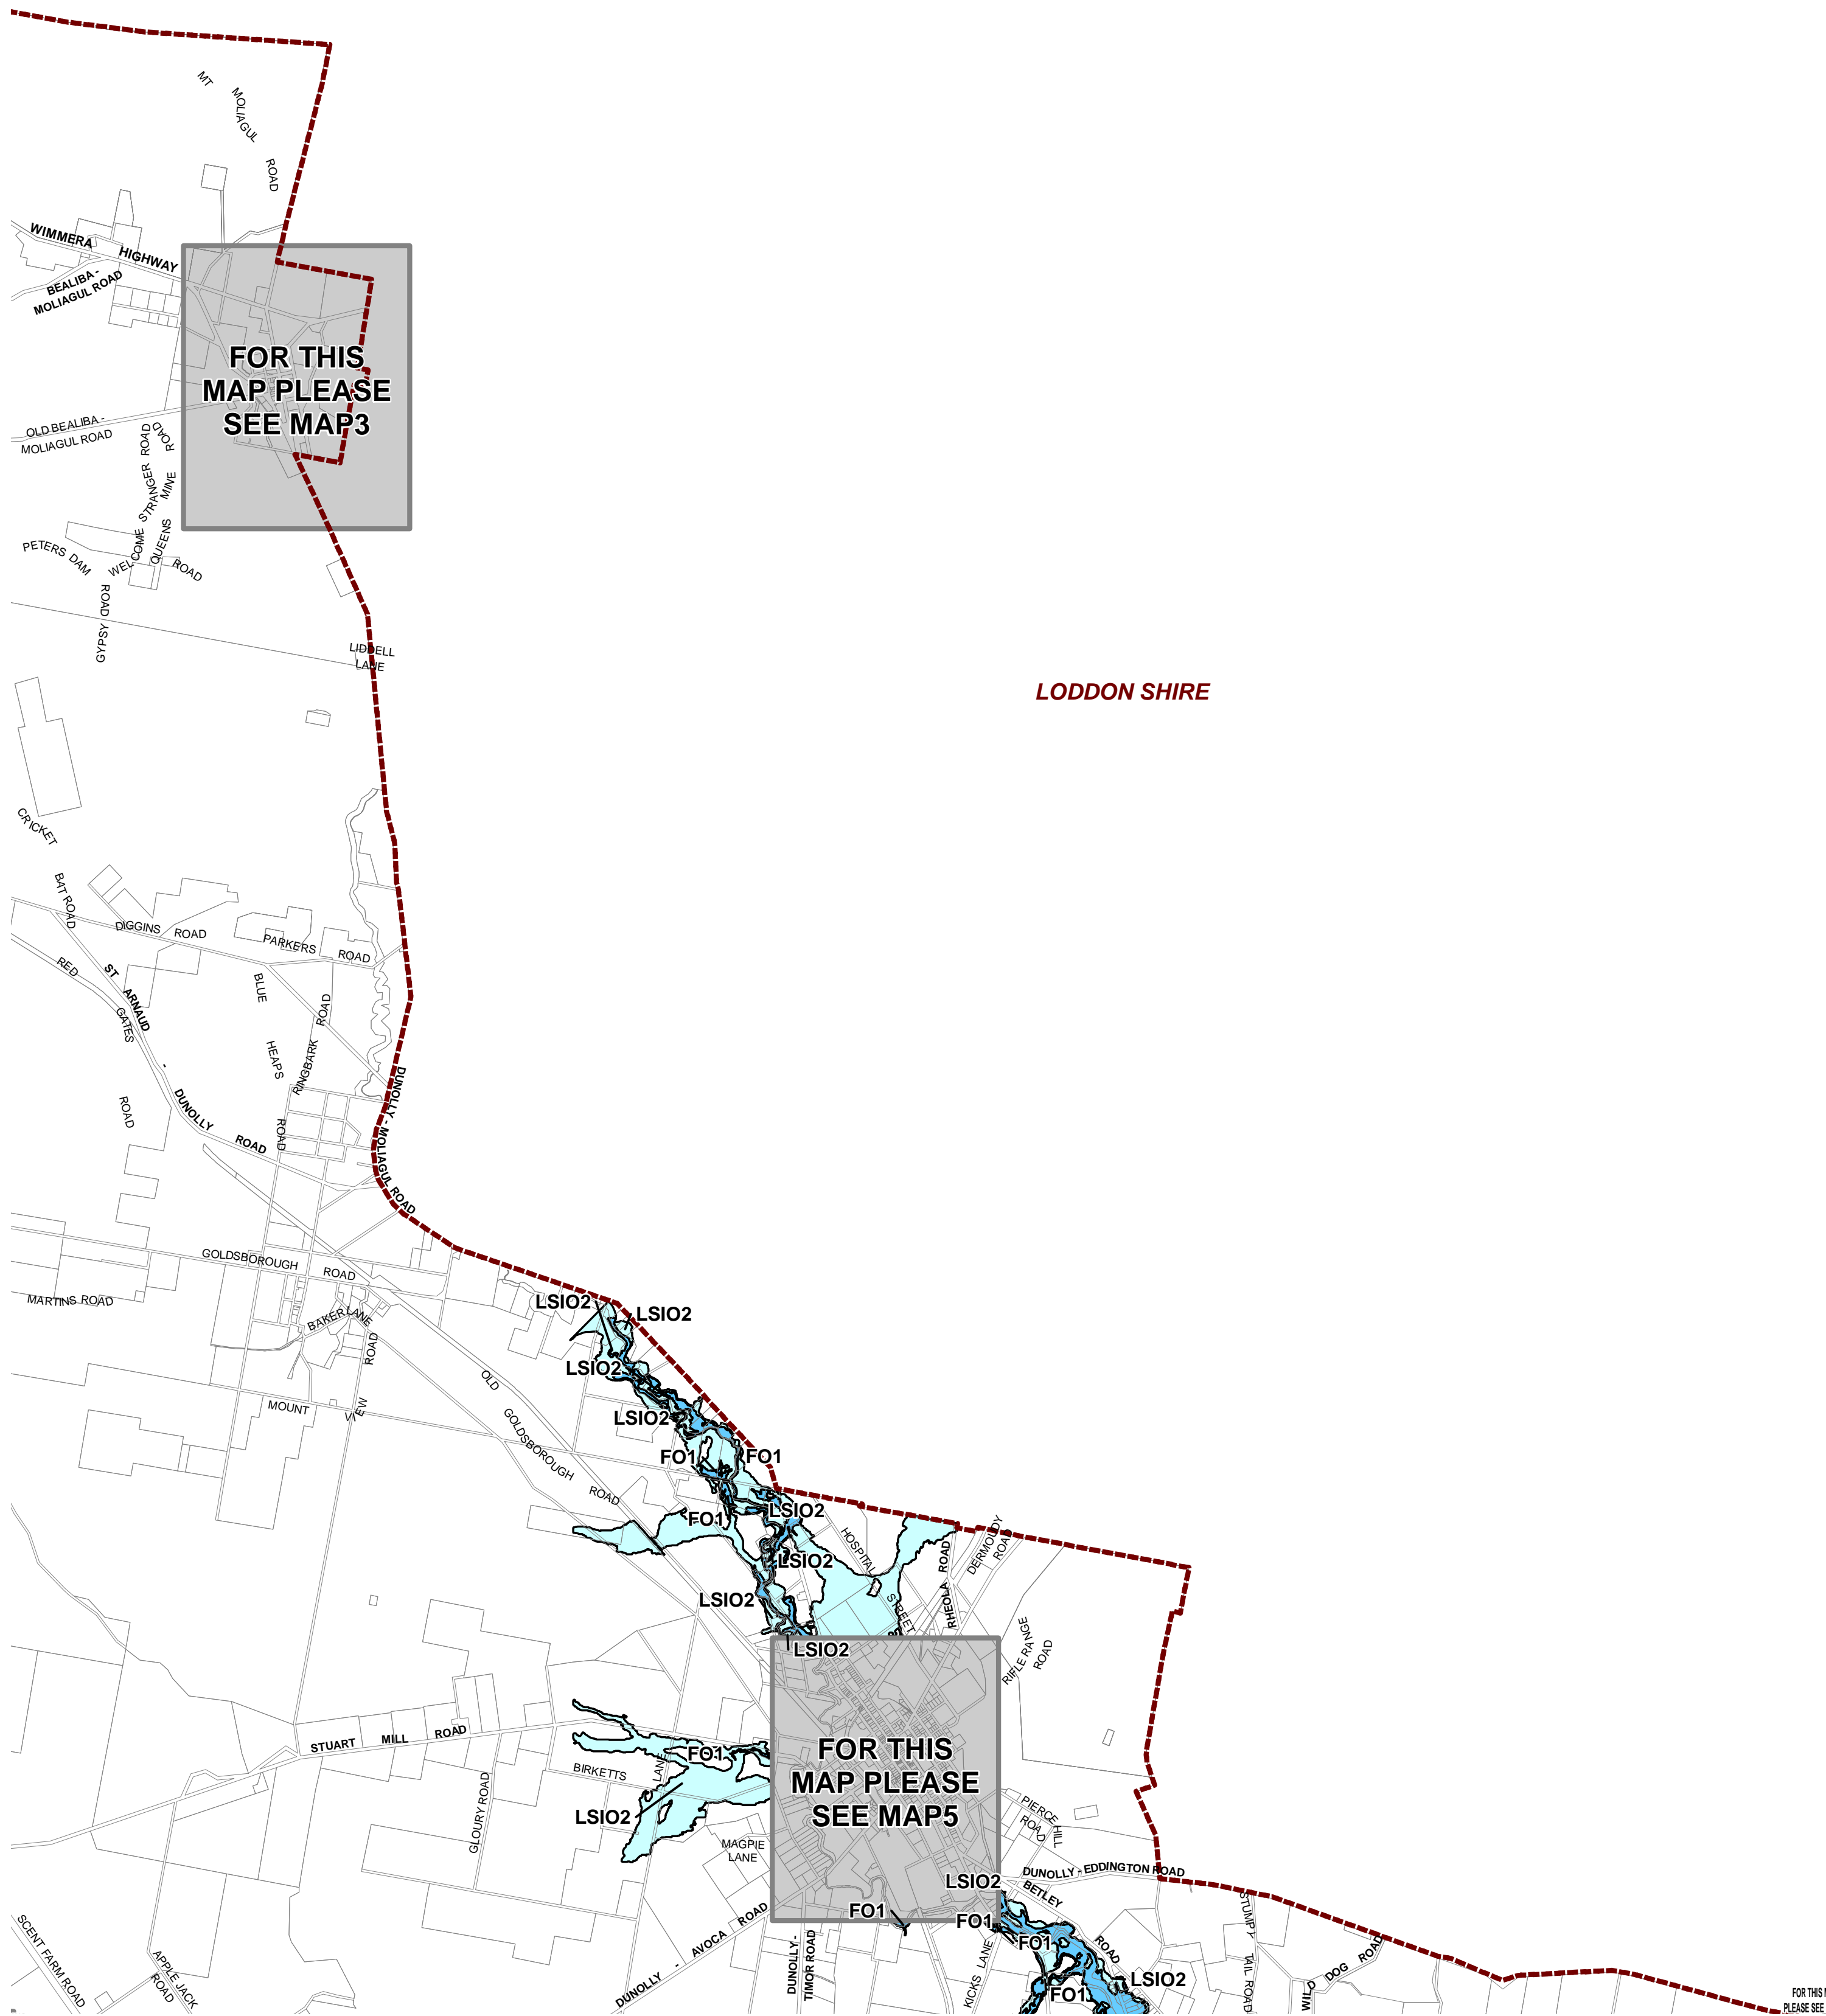 MT
MOLIAGUL
ROAD
WIMMERA
HIGHWAY
BEALIBA -
MOLIAGUL ROAD
FOR THIS
MAP PLEASE
SEE MAP3
OLD BEALIBA -
MOLIAGUL ROAD
WELCOME STRANGER ROAD
QUEENS MINE ROAD
PETERS DAM
ROAD
GYPSY ROAD
LIDDELL
LANE
LODDON SHIRE
CRICKET
BAT ROAD
DIGGINS ROAD
PARKERS ROAD
RED
GATES
ROAD
ST
ARNAUD
-
DUNOLLY
ROAD
BLUE
HEAPS
ROAD
RINGBARK ROAD
DUNOLLY - MOLIAGUL ROAD
GOLDSBOROUGH
ROAD
MARTINS ROAD
BAKER LANE
MOUNT
VIEW
ROAD
OLD
GOLDSBOROUGH
ROAD
LSIO2
LSIO2
LSIO2
LSIO2
FO1
FO1
FO1
LSIO2
LSIO2
LSIO2
LSIO2
HOSPITAL
STREET
RHEOLA ROAD
DERMOUDY
ROAD
RIFLE RANGE
ROAD
STUART MILL ROAD
FO1
BIRKETTS
LANE
LSIO2
GLOURY ROAD
FOR THIS
MAP PLEASE
SEE MAP5
MAGPIE
LANE
PIERCE HILL
ROAD
DUNOLLY - EDDINGTON ROAD
LSIO2
BETLEY
ROAD
FO1
FO1
FO1
FO1
LSIO2
DUNOLLY - AVOCA ROAD
DUNOLLY -
TIMOR ROAD
KICKS LANE
STUMPY TAIL ROAD
WILD DOG ROAD
SCENT FARM ROAD
APPLE JACK
ROAD
FOR THIS
PLEASE SEE